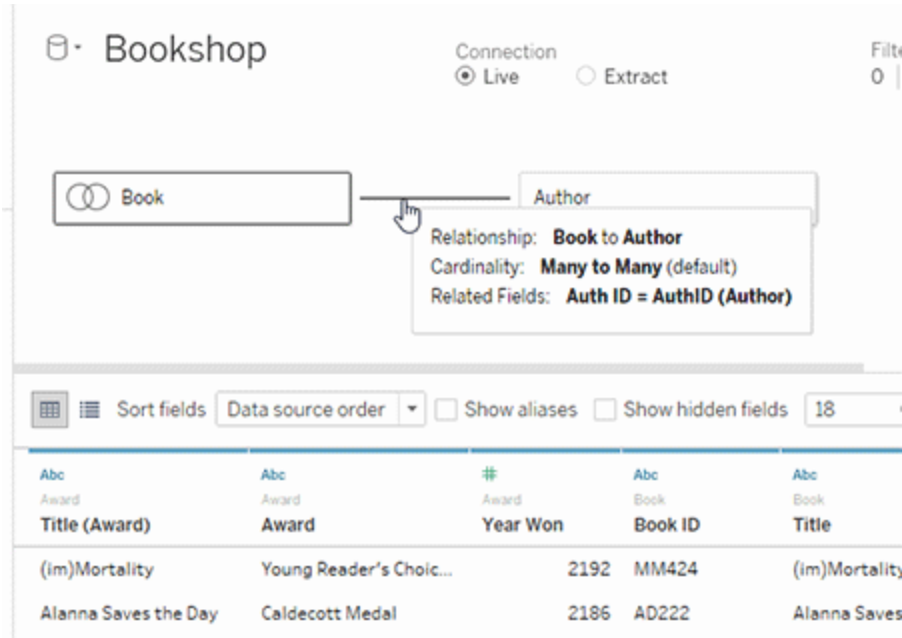 Bookshop
Connection
Live
Extract
0
Book
Author
Relationship: Book to Author
Cardinality: Many to Many (default)
Related Fields: Auth ID = AuthID (Author)
Sort fields
Data source order
Show aliases
Show hidden fields
18
Abc Abc # Abc Abc
Award Award Award Book Book
Title (Award) Award Year Won Book ID Title
(im)Mortality Young Reader's Choic... 2192 MM424 (im)Mortality
Alanna Saves the Day Caldecott Medal 2186 AD222 Alanna Saves